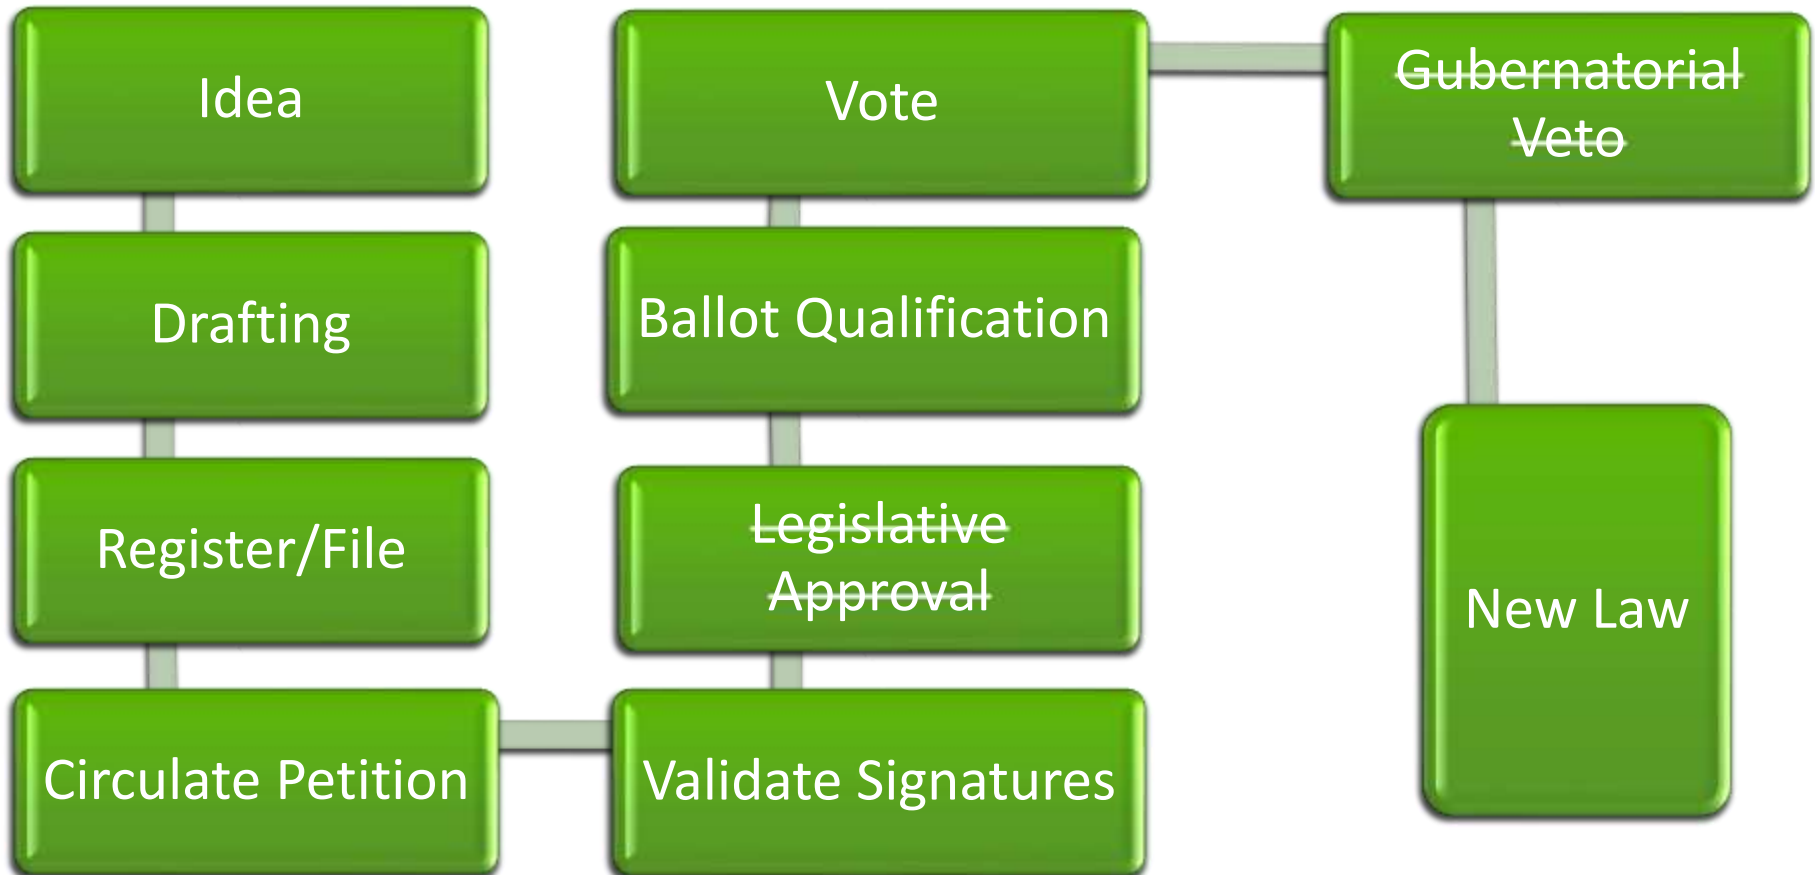 Idea
Drafting
Register/File
Circulate Petition
Validate Signatures
Legislative
Approval
Ballot Qualification
Vote
Gubernatorial
Veto
New Law